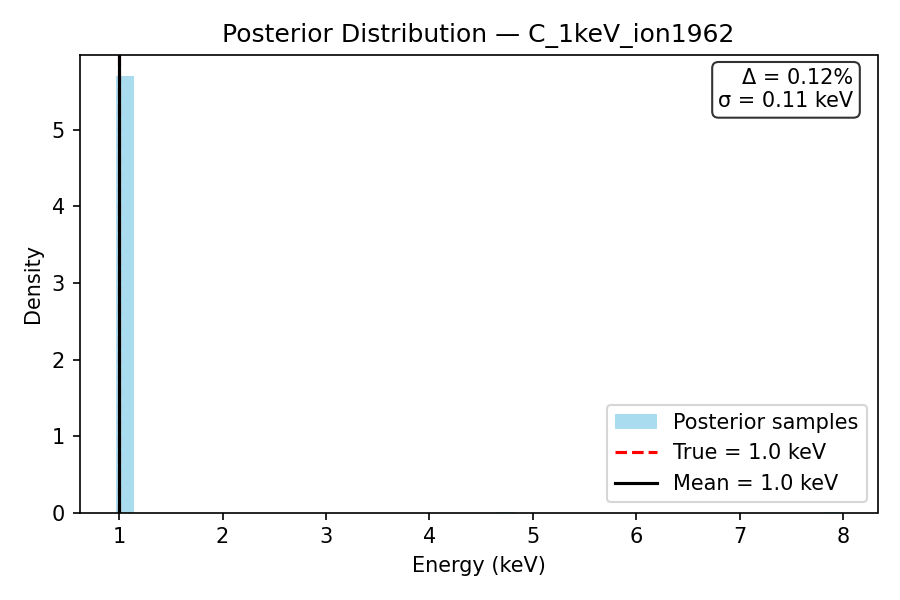 Posterior Distribution — C_1keV_ion1962
Δ = 0.12%
σ = 0.11 keV
Density
5
4
3
2
1
0
Posterior samples
True = 1.0 keV
Mean = 1.0 keV
1 2 3 4 5 6 7 8
Energy (keV)